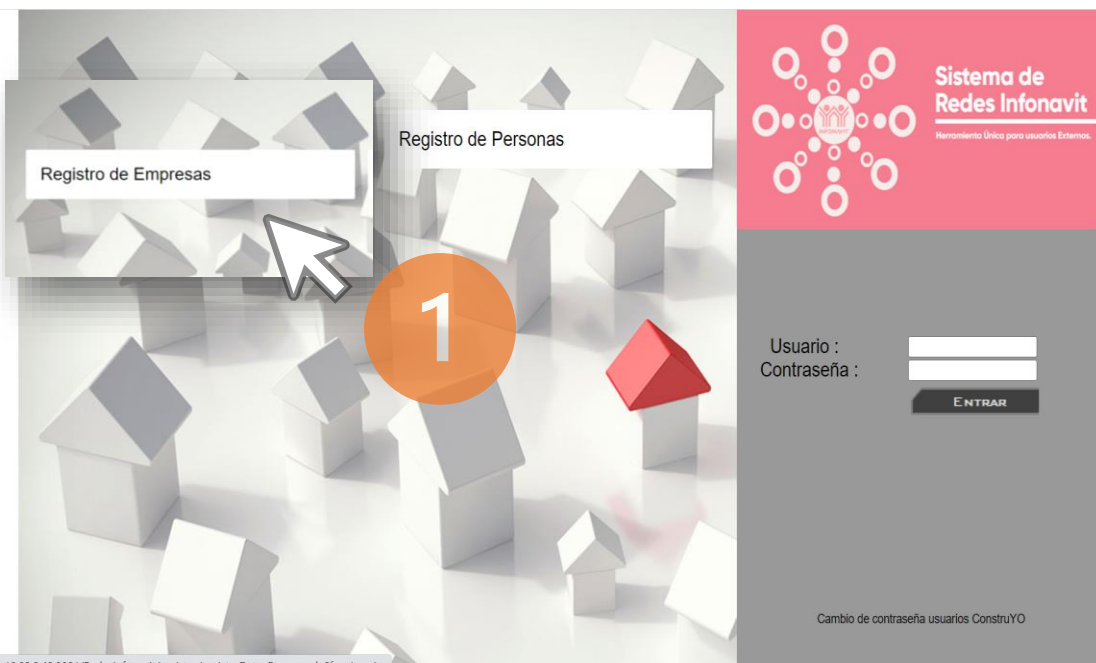 Registro de Empresas
Registro de Personas
1
INFONAVIT
Sistema de
Redes Infonavit
Herramienta Única para usuarios Externos.
Usuario :
Contraseña :
ENTRAR
Cambio de contraseña usuarios ConstruYO